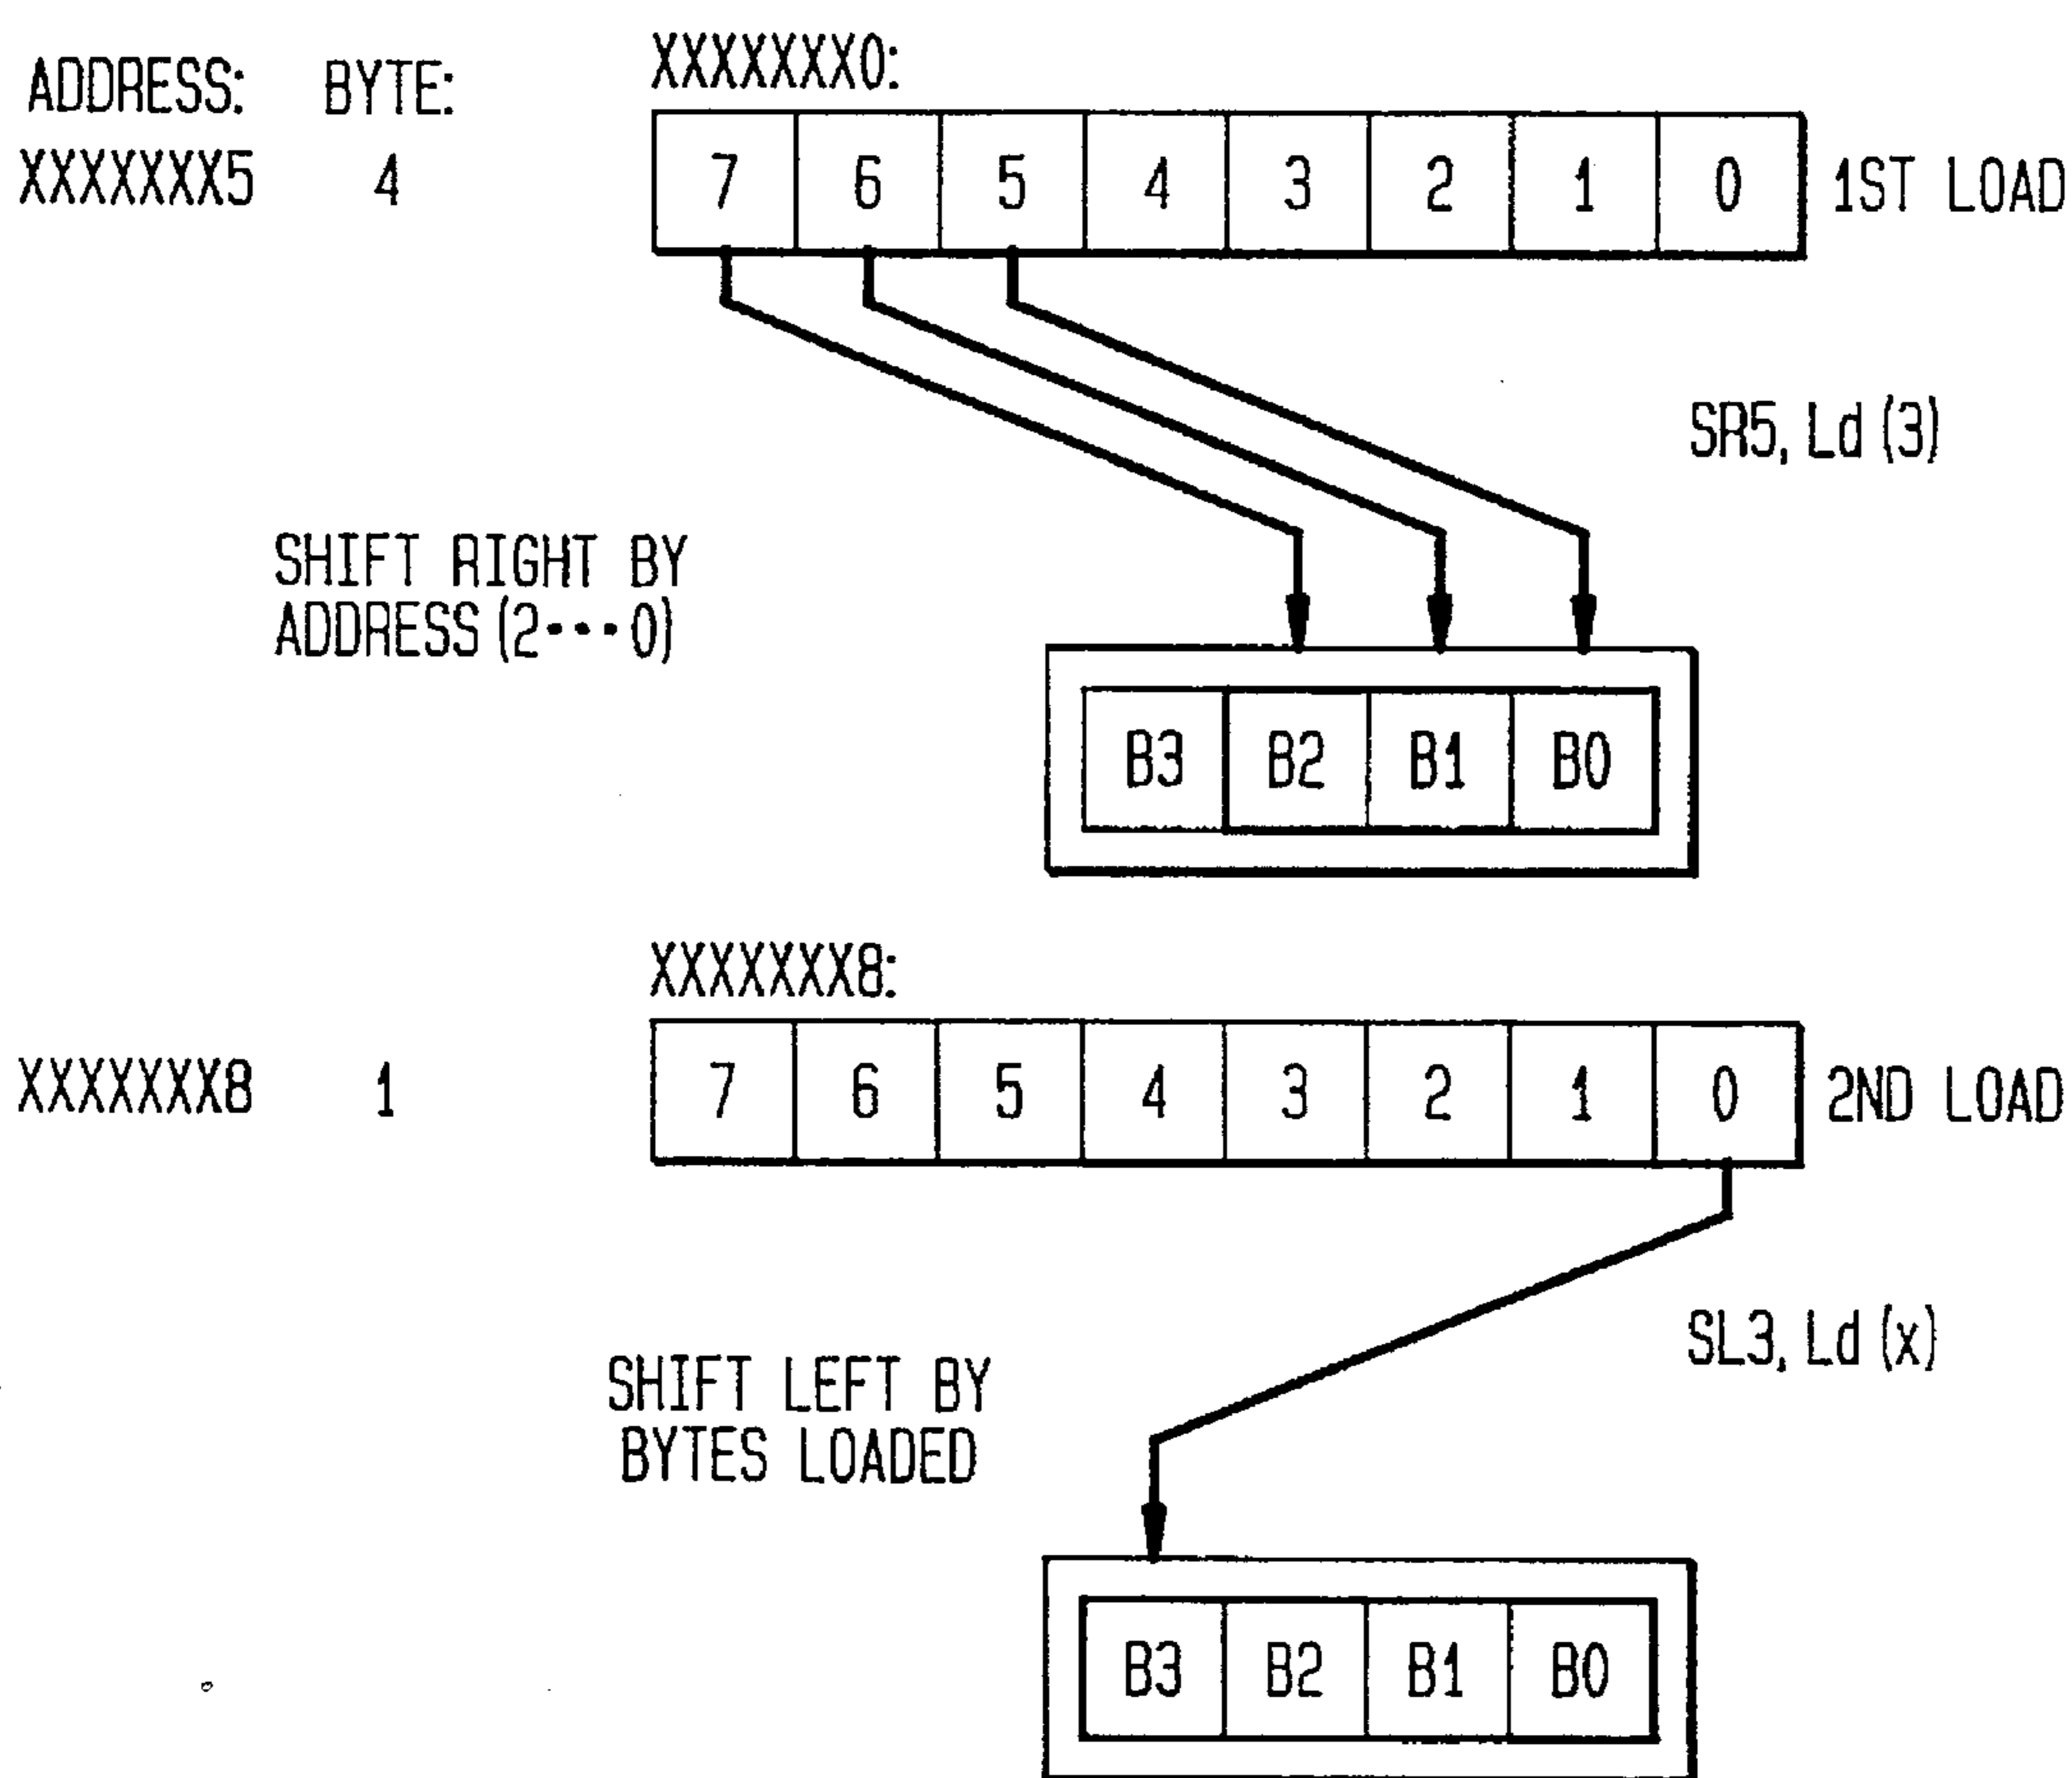 XXXXXXX0:
ADDRESS: BYTE:
XXXXXXX5 4 7 6 5 4 3 2 1 0 1ST LOAD
SR5, Ld (3)
SHIFT RIGHT BY
ADDRESS (2•••0)
B3 B2 B1 B0
XXXXXXX8:
XXXXXXX8 1 7 6 5 4 3 2 1 0 2ND LOAD
SL3, Ld (x)
SHIFT LEFT BY
BYTES LOADED
B3 B2 B1 B0